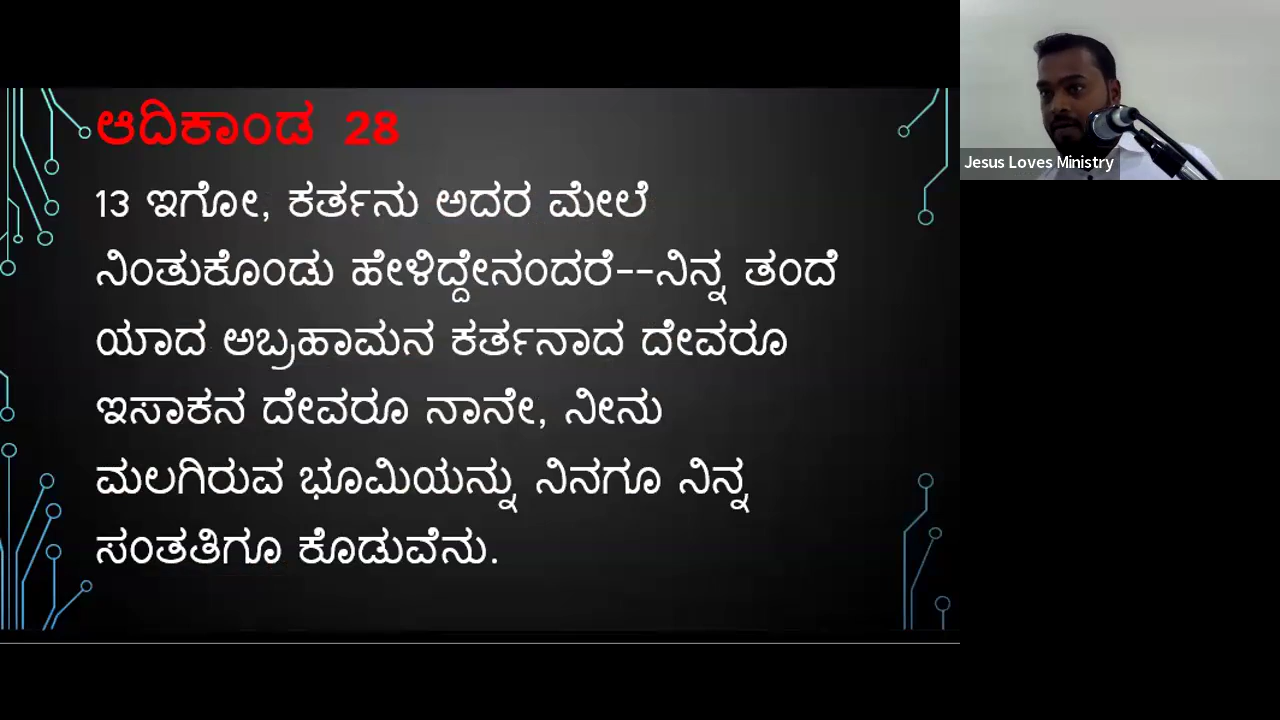 ಆದಿಕಾಂಡ 28
13 ಇಗೋ, ಕರ್ತನು ಅದರ ಮೇಲೆ
ನಿಂತುಕೊಂಡು ಹೇಳಿದ್ದೇನಂದರೆ--ನಿನ್ನ ತಂದೆ
ಯಾದ ಅಬ್ರಹಾಮನ ಕರ್ತನಾದ ದೇವರೂ
ಇಸಾಕನ ದೇವರೂ ನಾನೇ, ನೀನು
ಮಲಗಿರುವ ಭೂಮಿಯನ್ನು ನಿನಗೂ ನಿನ್ನ
ಸಂತತಿಗೂ ಕೊಡುವೆನು.
Jesus Loves Ministry